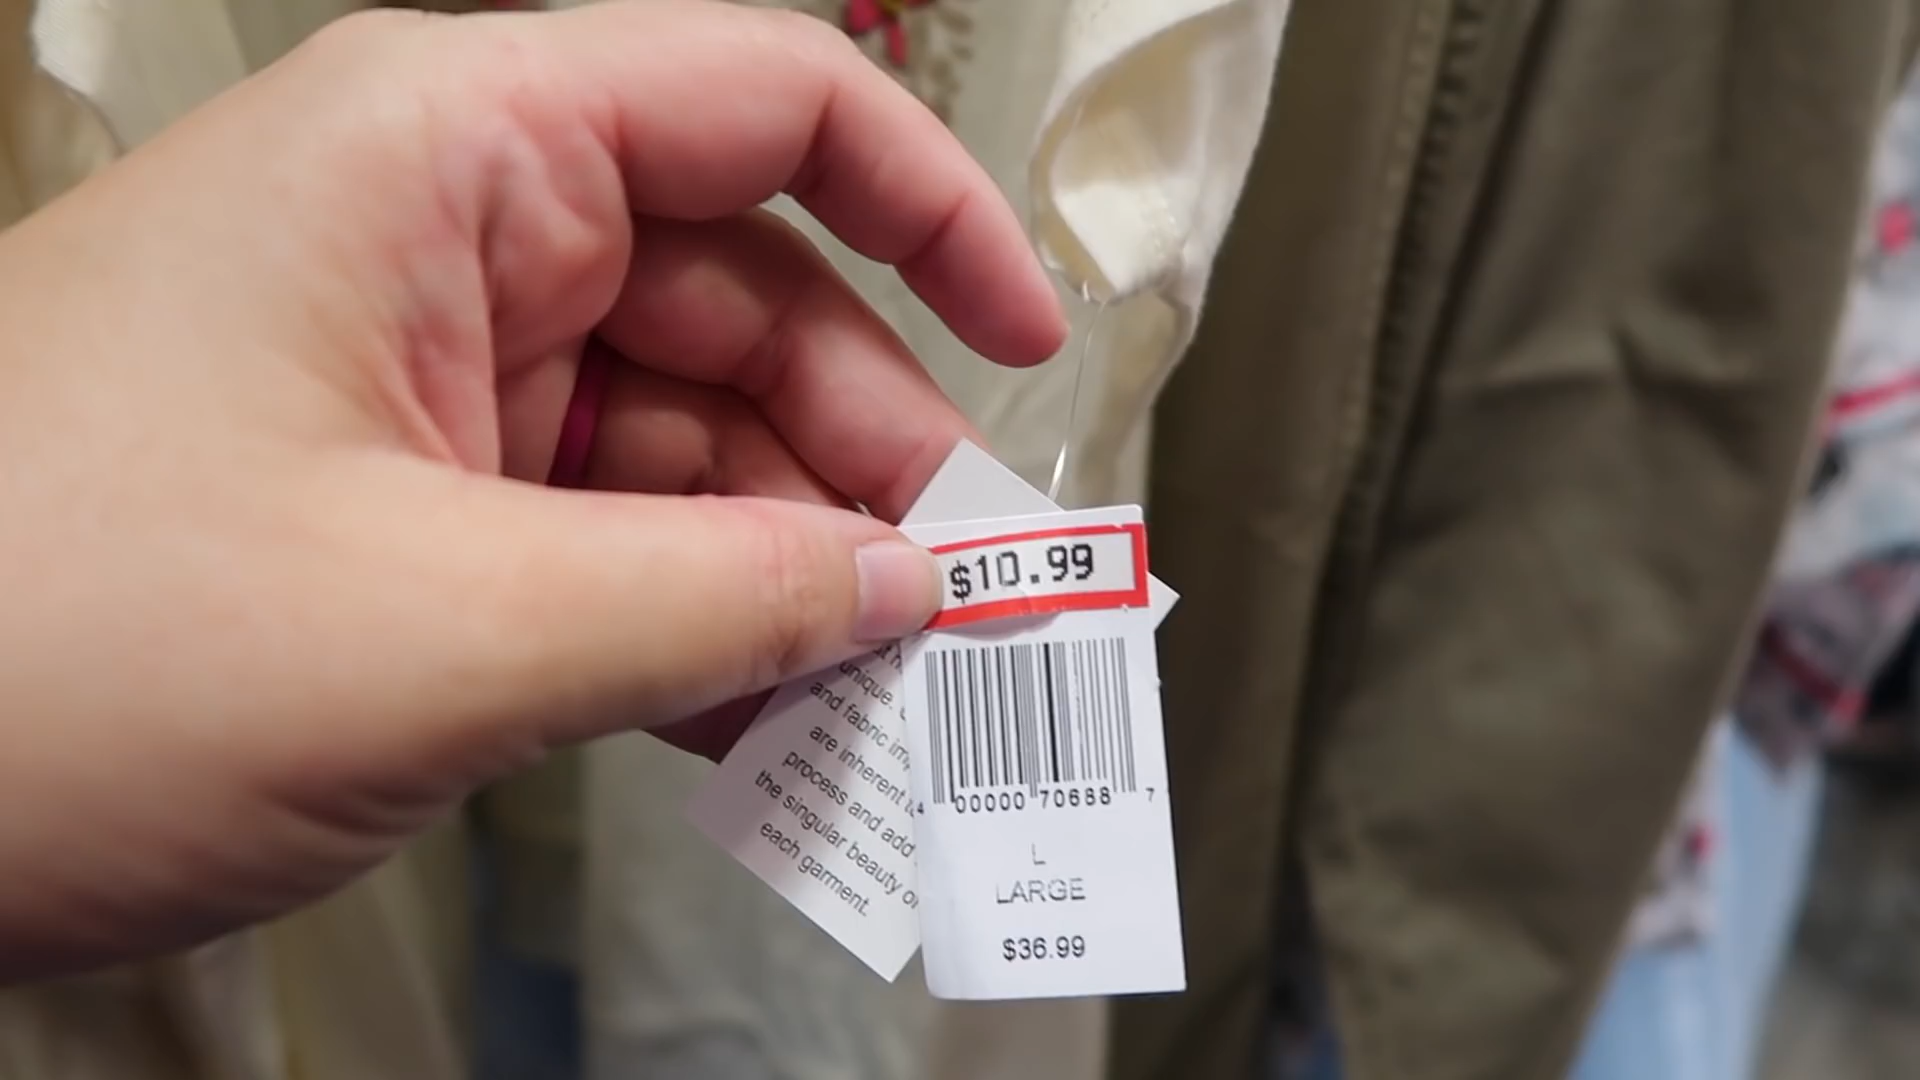 $10.99
4 00000 70688 7
L
LARGE
$36.99
unique.
and fabric
are inherent
process and add
the singular beauty
each garment.